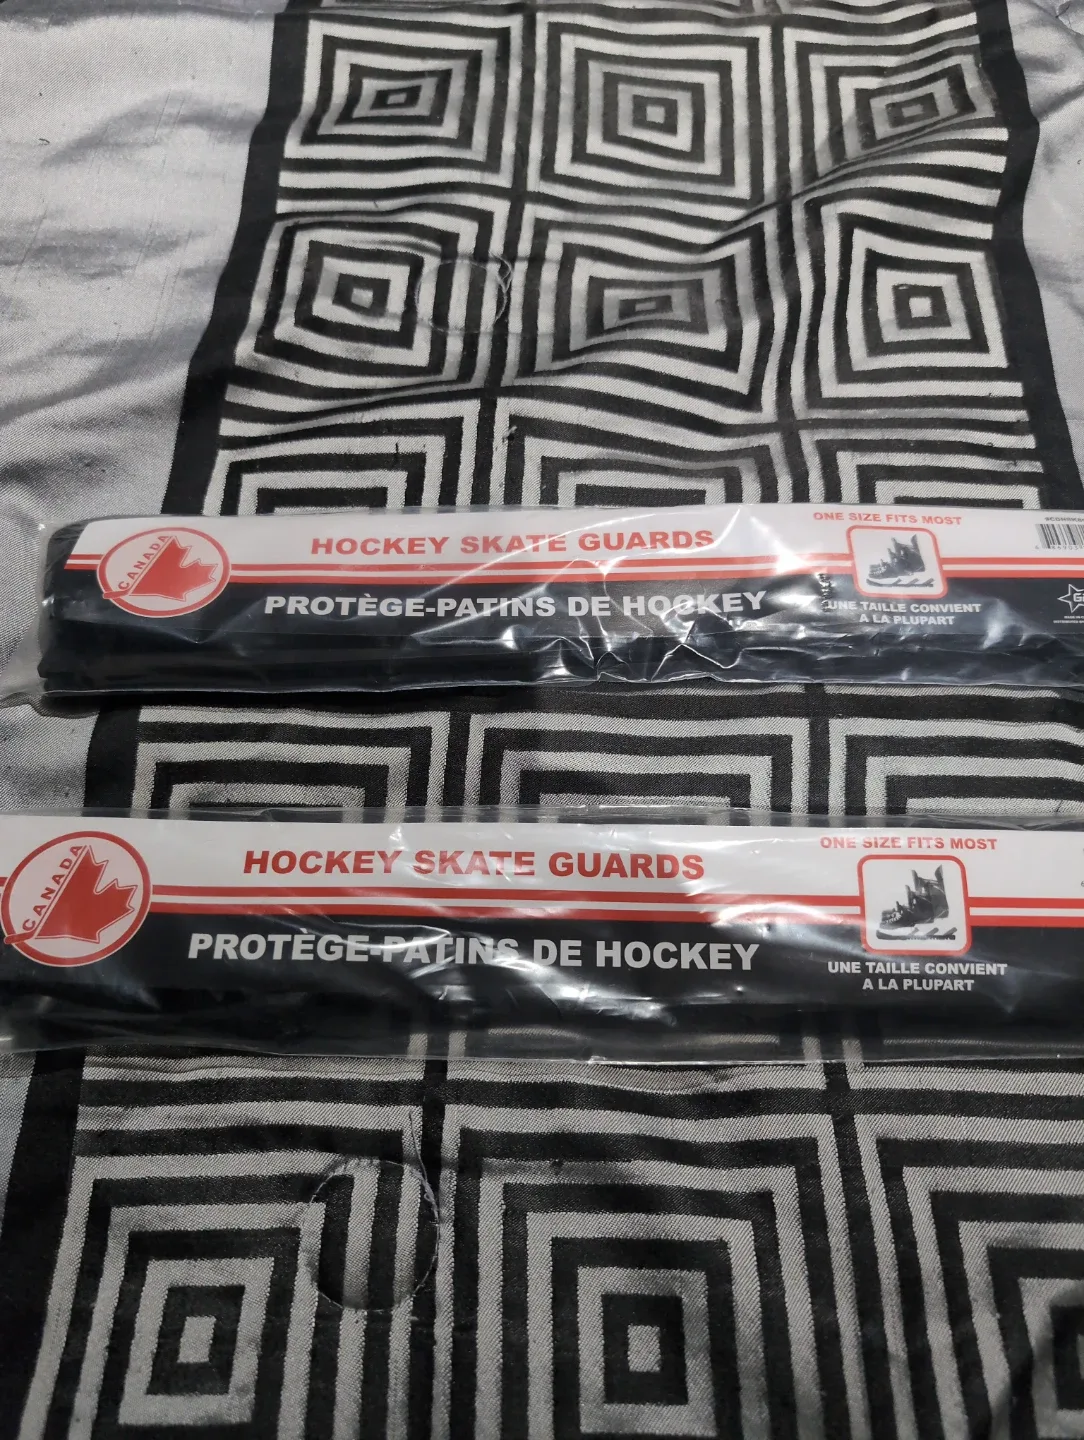 CANADA
HOCKEY SKATE GUARDS
PROTÈGE-PATINS DE HOCKEY
ONE SIZE FITS MOST
UNE TAILLE CONVIENT
A LA PLUPART
CANADA
HOCKEY SKATE GUARDS
PROTÈGE-PATINS DE HOCKEY
ONE SIZE FITS MOST
UNE TAILLE CONVIENT
A LA PLUPART